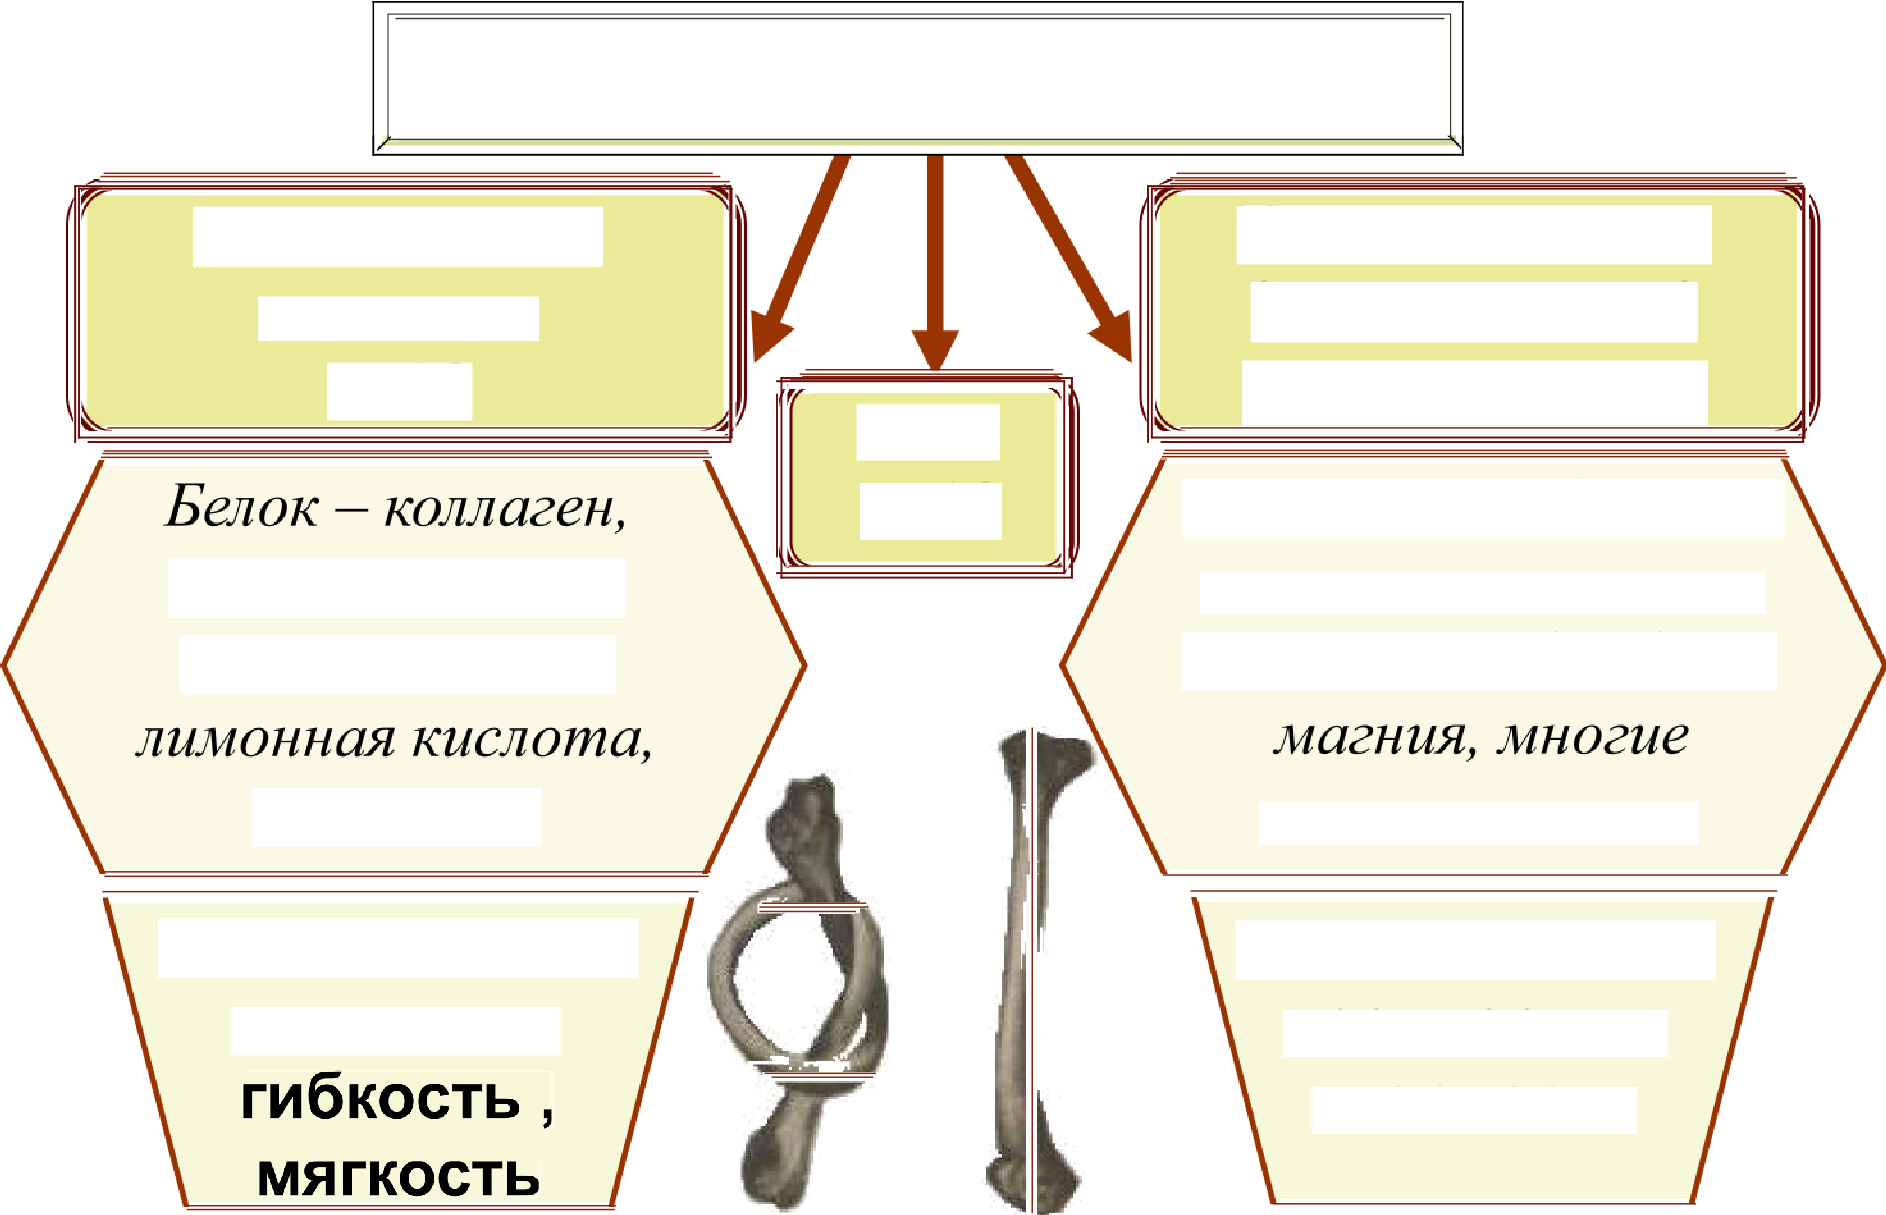 Белок – коллаген,
лимонная кислота,
магния, многие
гибкость ,
мягкость